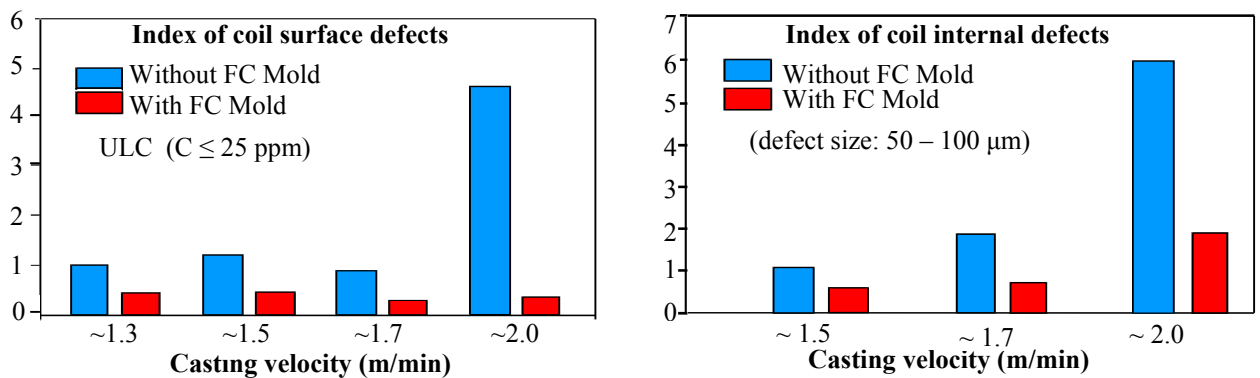 Index of coil surface defects
Without FC Mold
With FC Mold
ULC (C ≤ 25 ppm)
6
5
4
3
2
1
0
~1.3 ~1.5 ~1.7 ~2.0
Casting velocity (m/min)
Index of coil internal defects
Without FC Mold
With FC Mold
(defect size: 50 – 100 μm)
7
6
5
4
3
2
1
0
~ 1.5 ~1.7 ~ 2.0
Casting velocity (m/min)